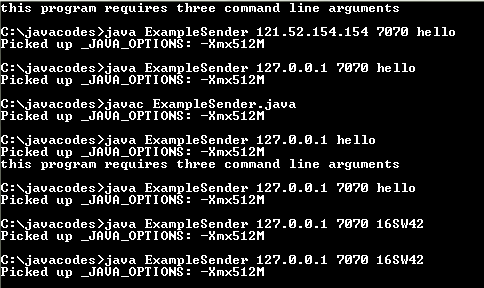 this program requires three command line arguments
C:\javacodes>java ExampleSender 121.52.154.154 7070 hello
Picked up _JAVA_OPTIONS: -Xmx512M
C:\javacodes>java ExampleSender 127.0.0.1 7070 hello
Picked up _JAVA_OPTIONS: -Xmx512M
C:\javacodes>javac ExampleSender.java
Picked up _JAVA_OPTIONS: -Xmx512M
C:\javacodes>java ExampleSender 127.0.0.1 hello
Picked up _JAVA_OPTIONS: -Xmx512M
this program requires three command line arguments
C:\javacodes>java ExampleSender 127.0.0.1 7070 hello
Picked up _JAVA_OPTIONS: -Xmx512M
C:\javacodes>java ExampleSender 127.0.0.1 7070 16SW42
Picked up _JAVA_OPTIONS: -Xmx512M
C:\javacodes>java ExampleSender 127.0.0.1 7070 16SW42
Picked up _JAVA_OPTIONS: -Xmx512M